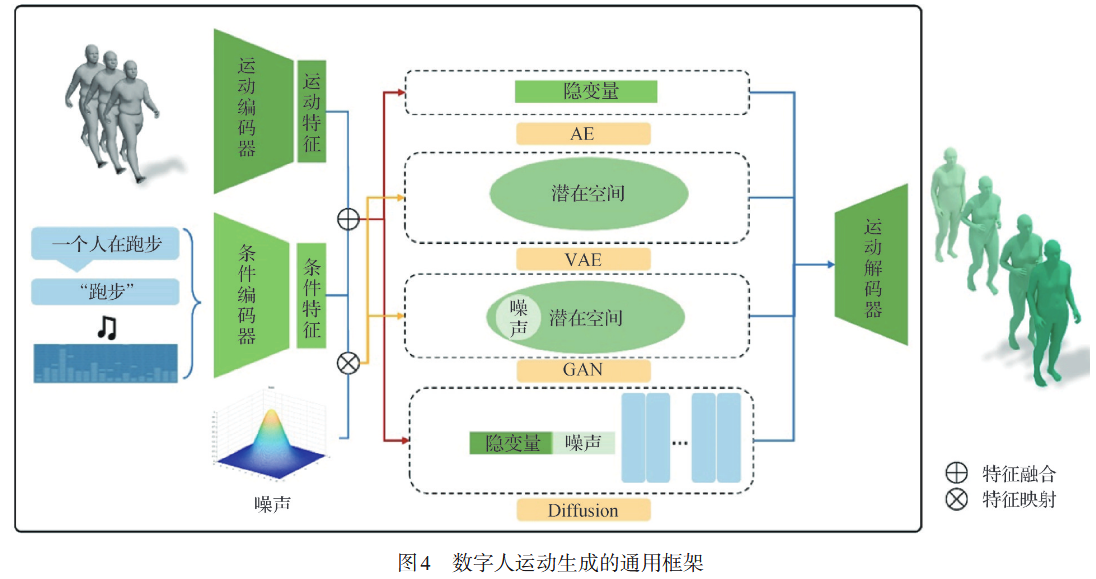 运动编码器
运动特征
隐变量
AE
潜在空间
VAE
一个人在跑步
“跑步”
条件编码器
条件特征
噪声
潜在空间
GAN
运动解码器
隐变量
噪声
Diffusion
噪声
特征融合
特征映射
图4 数字人运动生成的通用框架